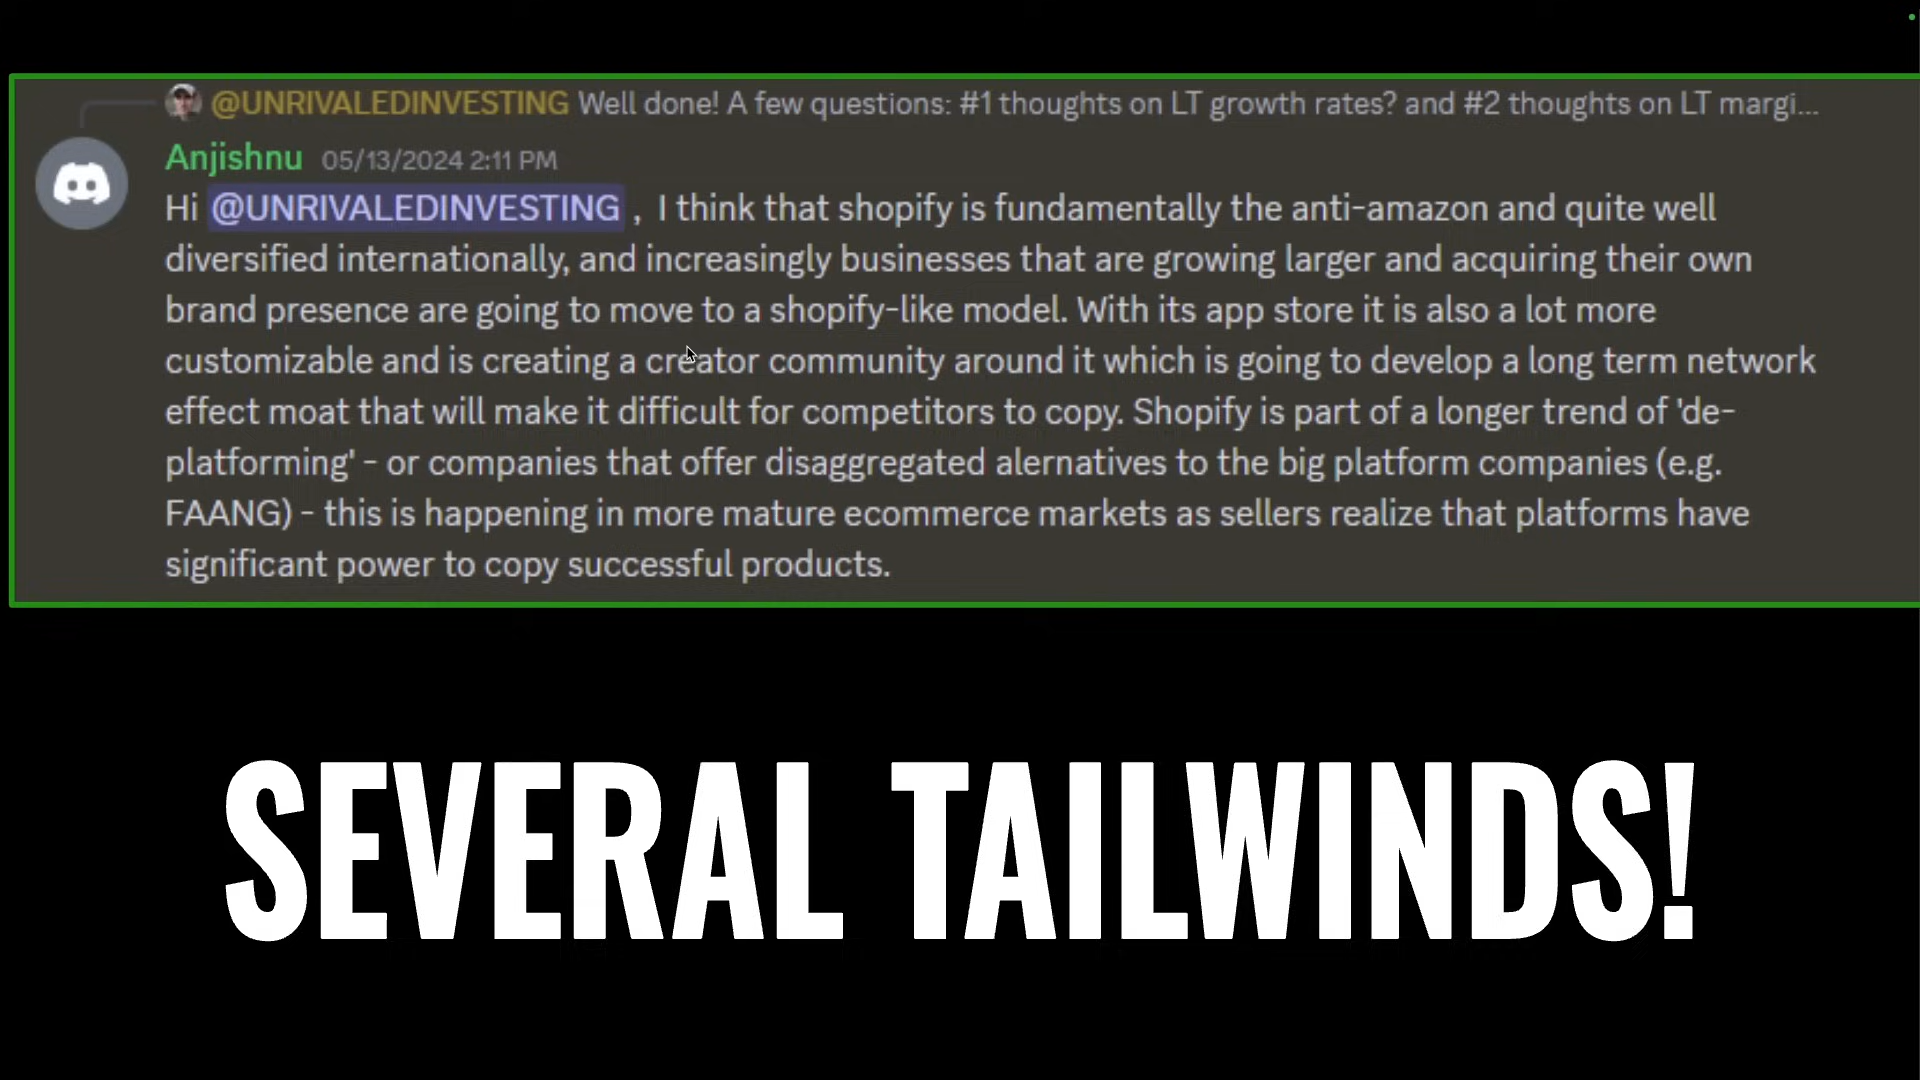 @UNRIVALEDINVESTING Well done! A few questions: #1 thoughts on LT growth rates? and #2 thoughts on LT margi...
Anjishnu 05/13/2024 2:11 PM
Hi @UNRIVALEDINVESTING , I think that shopify is fundamentally the anti-amazon and quite well
diversified internationally, and increasingly businesses that are growing larger and acquiring their own
brand presence are going to move to a shopify-like model. With its app store it is also a lot more
customizable and is creating a creator community around it which is going to develop a long term network
effect moat that will make it difficult for competitors to copy. Shopify is part of a longer trend of 'de-
platforming' - or companies that offer disaggregated alernatives to the big platform companies (e.g.
FAANG) - this is happening in more mature ecommerce markets as sellers realize that platforms have
significant power to copy successful products.
SEVERAL TAILWINDS!